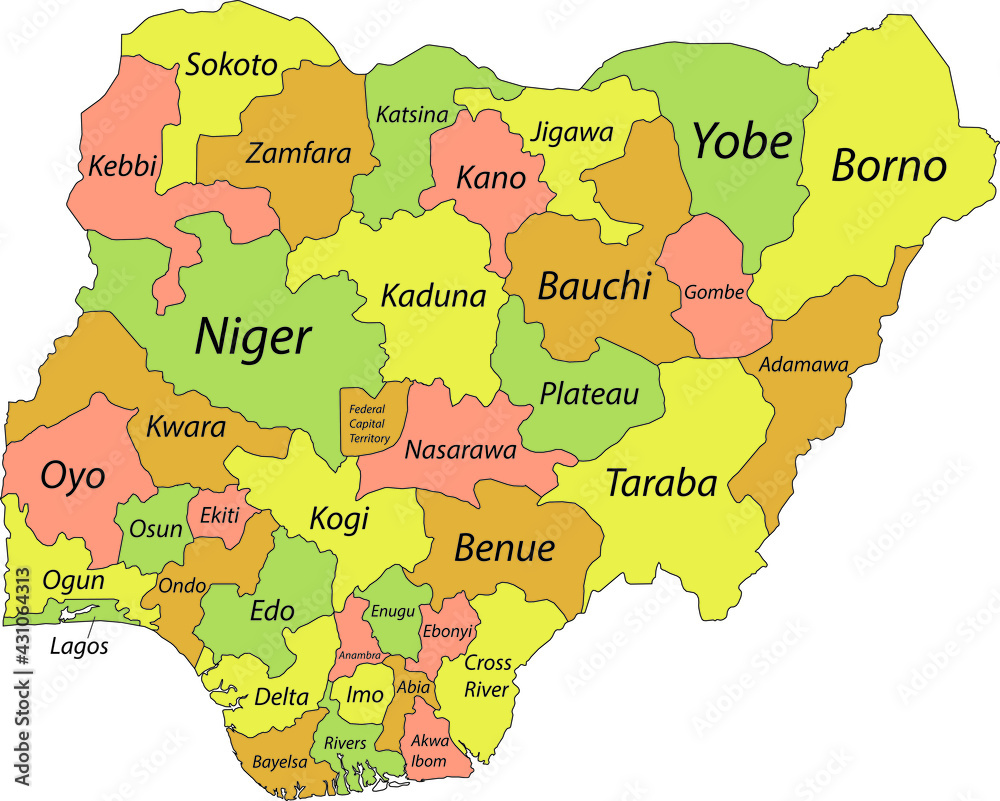 Sokoto
Katsina
Jigawa
Yobe
Borno
Kebbi
Zamfara
Kano
Kaduna
Bauchi
Gombe
Niger
Adamawa
Plateau
Federal
Capital
Territory
Kwara
Nasarawa
Oyo
Taraba
Kogi
Osun
Ekiti
Benue
Ogun
Ondo
Edo
Enugu
Ebonyi
Lagos
Anambra
Cross
River
Delta
Imo
Abia
Rivers
Akwa
Ibom
Bayelsa
Adobe Stock | #431064313
Adobe Stock